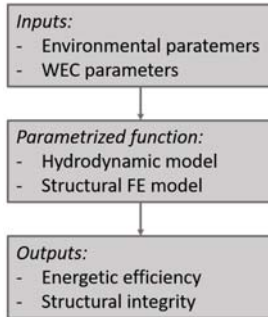 Inputs:
- Environmental paratemers
- WEC parameters
Parametrized function:
- Hydrodynamic model
- Structural FE model
Outputs:
- Energetic efficiency
- Structural integrity